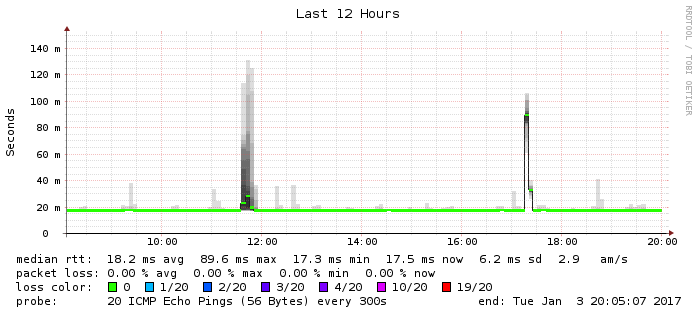 Last 12 Hours
RRDTOOL / TOBI OETIKER
Seconds
140 m
120 m
100 m
80 m
60 m
40 m
20 m
0
10:00 12:00 14:00 16:00 18:00 20:00
median rtt: 18.2 ms avg 89.6 ms max 17.3 ms min 17.5 ms now 6.2 ms sd 2.9 am/s
packet loss: 0.00 % avg 0.00 % max 0.00 % min 0.00 % now
loss color: 0 1/20 2/20 3/20 4/20 10/20 19/20
probe: 20 ICMP Echo Pings (56 Bytes) every 300s end: Tue Jan 3 20:05:07 2017